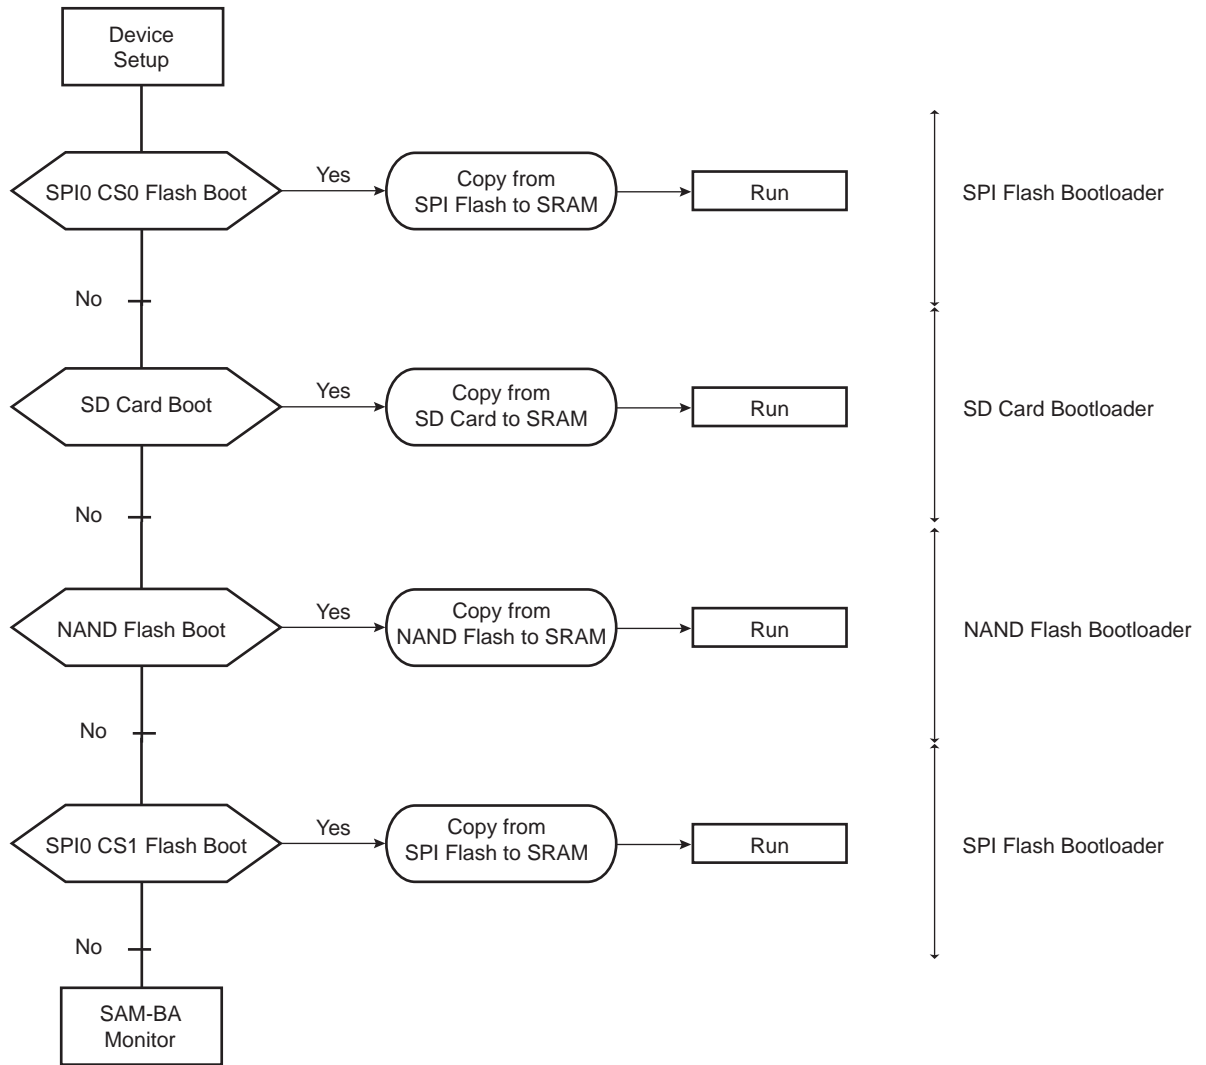 Device
Setup
SPI0 CS0 Flash Boot
Yes
Copy from
SPI Flash to SRAM
Run
SPI Flash Bootloader
No
SD Card Boot
Yes
Copy from
SD Card to SRAM
Run
SD Card Bootloader
No
NAND Flash Boot
Yes
Copy from
NAND Flash to SRAM
Run
NAND Flash Bootloader
No
SPI0 CS1 Flash Boot
Yes
Copy from
SPI Flash to SRAM
Run
SPI Flash Bootloader
No
SAM-BA
Monitor